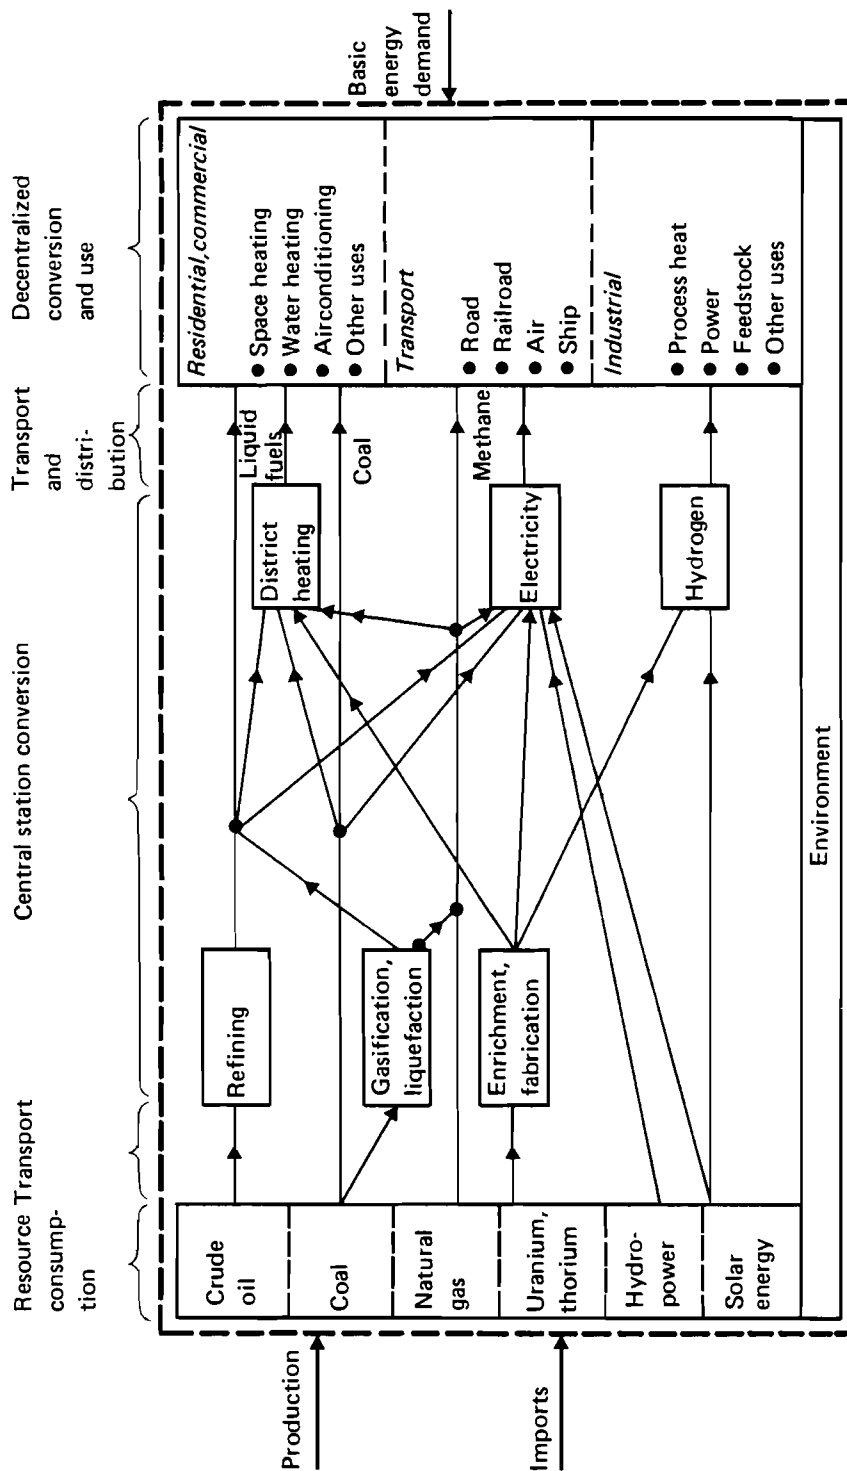 Resource
consump-
tion
Transport
Central station conversion
Transport
and
distri-
bution
Decentralized
conversion
and use
Production
Imports
Crude
oil
Coal
Natural
gas
Uranium,
thorium
Hydro-
power
Solar
energy
Refining
Gasification,
liquefaction
Enrichment,
fabrication
District
heating
Electricity
Hydrogen
Liquid
fuels
Coal
Methane
Residential, commercial
● Space heating
● Water heating
● Airconditioning
● Other uses
Transport
● Road
● Railroad
● Air
● Ship
Industrial
● Process heat
● Power
● Feedstock
● Other uses
Basic
energy
demand
Environment